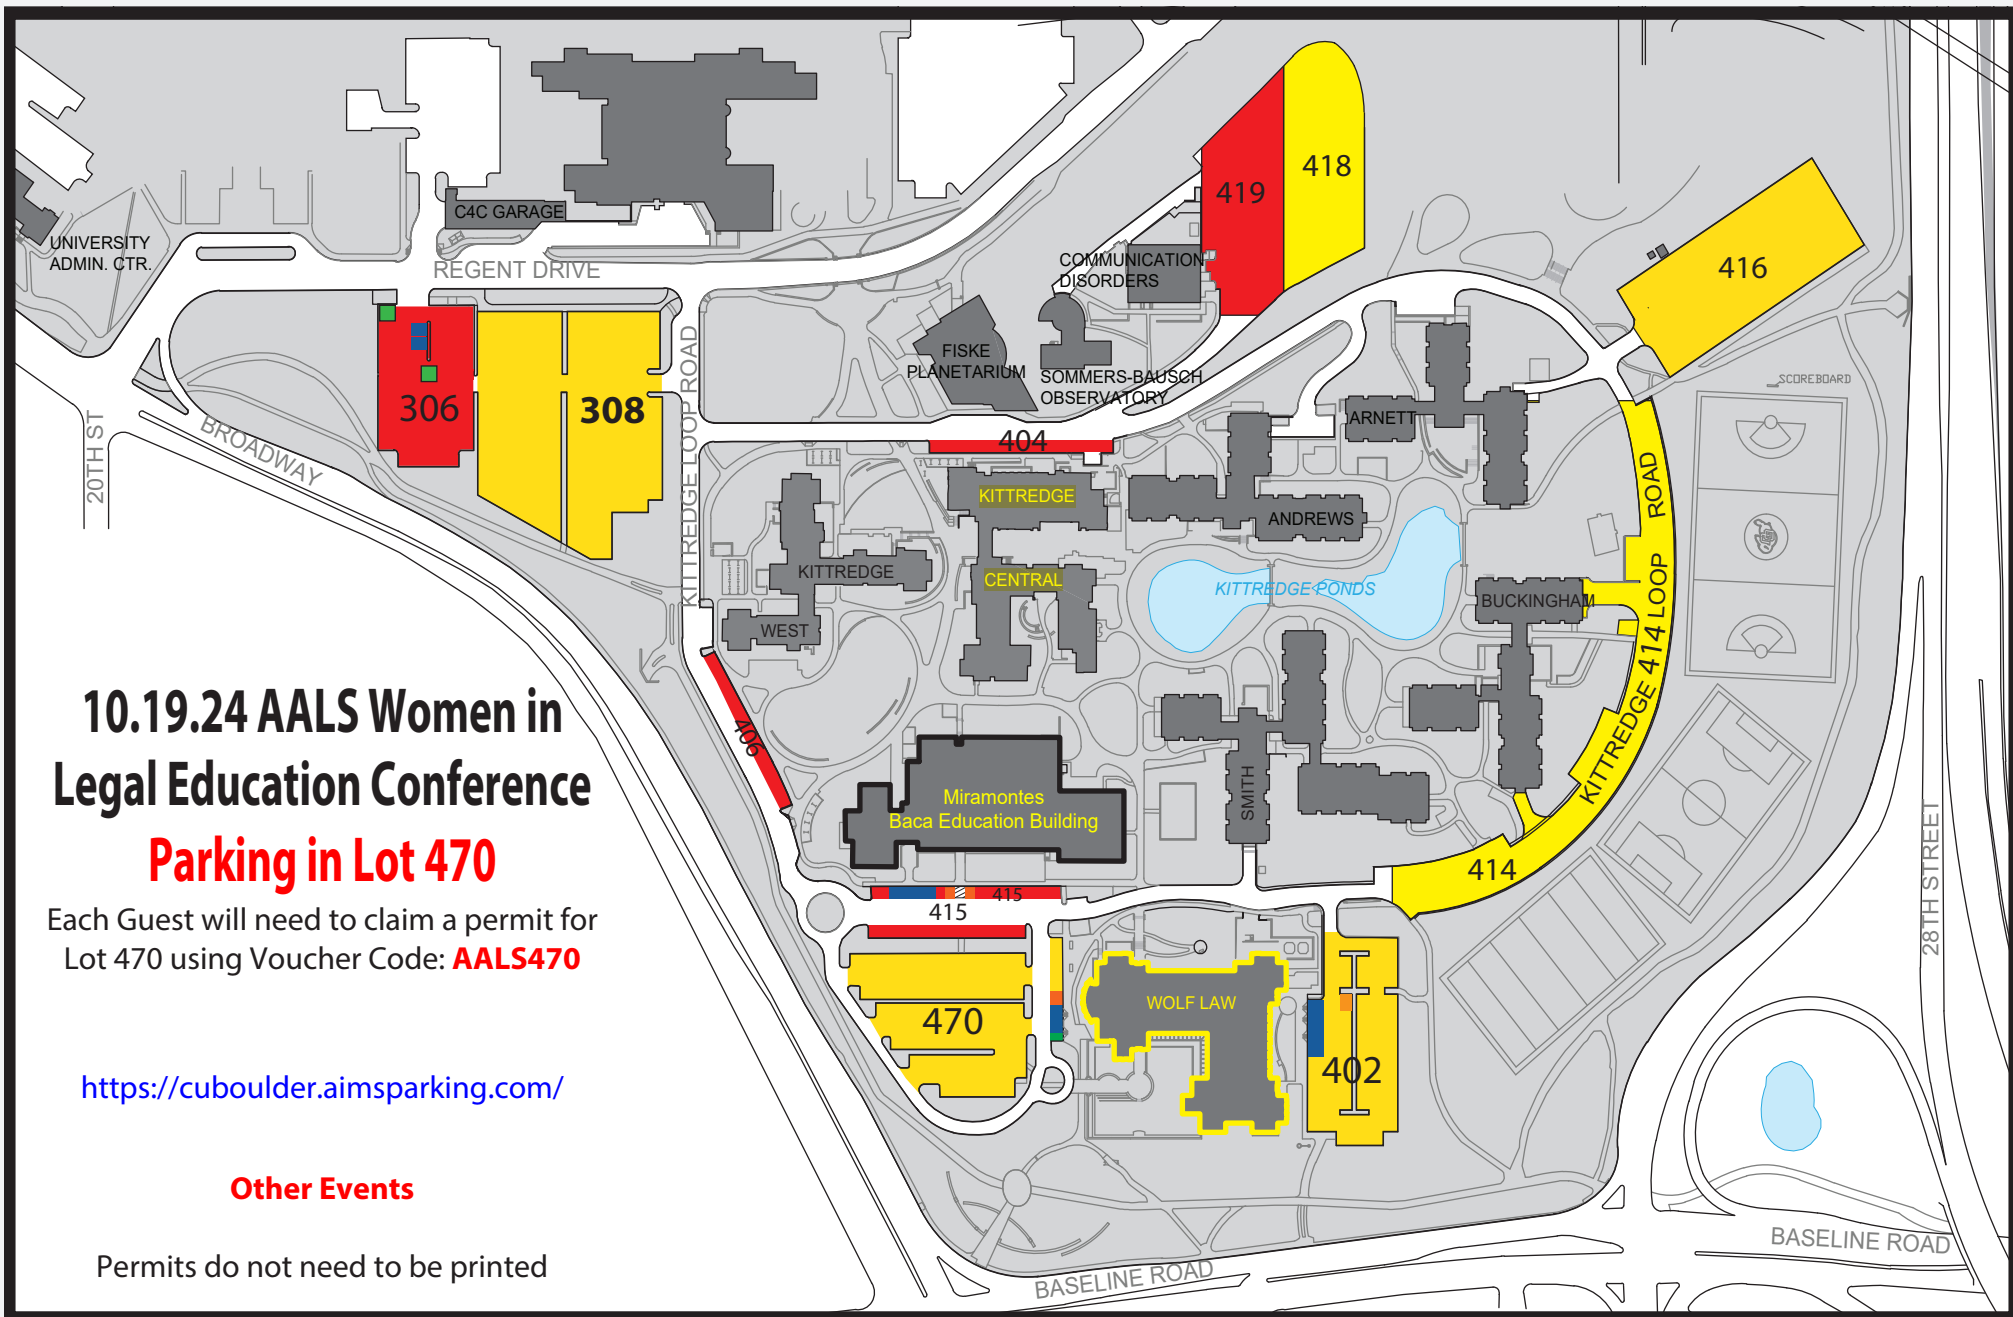 419
418
416
C4C GARAGE
UNIVERSITY
ADMIN. CTR.
REGENT DRIVE
COMMUNICATION
DISORDERS
FISKE
PLANETARIUM
SOMMERS-BAUSCH
OBSERVATORY
SCOREBOARD
306
308
KITTREDGE LOOP ROAD
20TH ST
BROADWAY
404
ARNETT
KITTREDGE
ANDREWS
KITTREDGE
CENTRAL
KITTREDGE PONDS
BUCKINGHAM
WEST
KITTREDGE 414 LOOP ROAD
406
SMITH
Miramontes
Baca Education Building
414
415
415
28TH STREET
WOLF LAW
470
402
BASELINE ROAD
BASELINE ROAD
10.19.24 AALS Women in
Legal Education Conference
Parking in Lot 470
Each Guest will need to claim a permit for
Lot 470 using Voucher Code: AALS470
https://cuboulder.aimsparking.com/
Other Events
Permits do not need to be printed